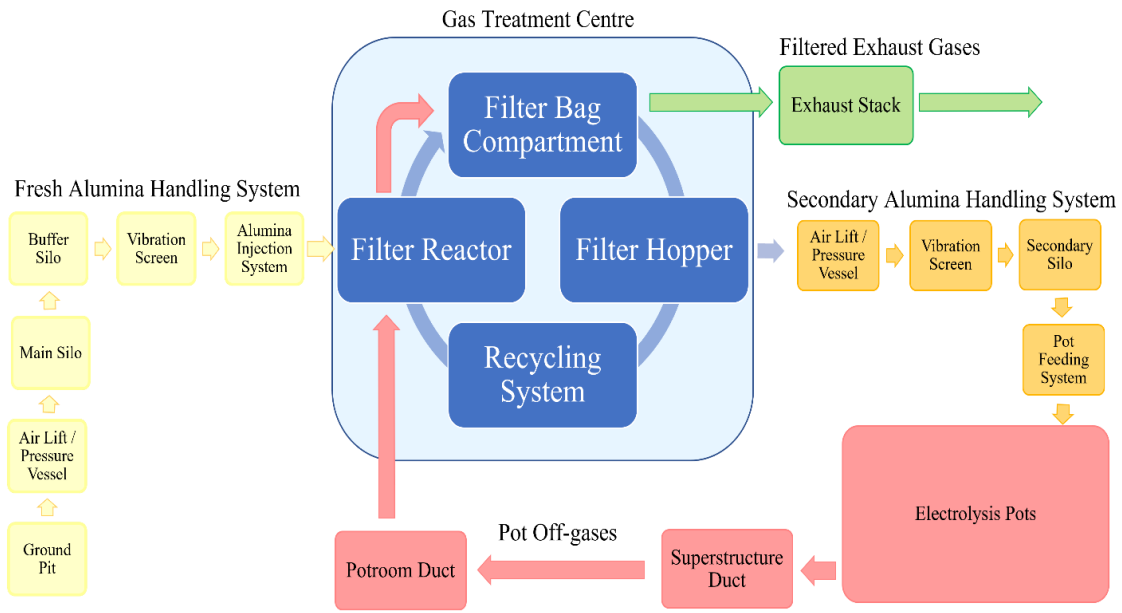 Gas Treatment Centre
Filtered Exhaust Gases
Filter Bag
Compartment
Exhaust Stack
Fresh Alumina Handling System
Secondary Alumina Handling System
Buffer
Silo
Vibration
Screen
Alumina
Injection
System
Filter Reactor
Filter Hopper
Air Lift /
Pressure
Vessel
Vibration
Screen
Secondary
Silo
Main Silo
Recycling
System
Pot
Feeding
System
Air Lift /
Pressure
Vessel
Electrolysis Pots
Ground
Pit
Potroom Duct
Pot Off-gases
Superstructure
Duct